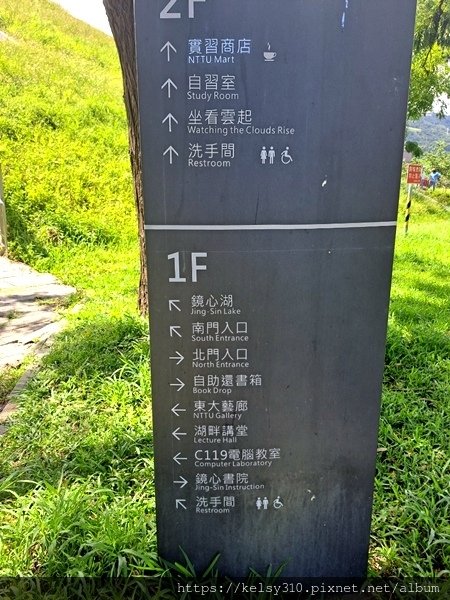 2F
↑ 實習商店
NTTU Mart
↑ 自習室
Study Room
↑ 坐看雲起
Watching the Clouds Rise
↑ 洗手間
Restroom
1F
↖ 鏡心湖
Jing-Sin Lake
↖ 南門入口
South Entrance
→ 北門入口
North Entrance
→ 自助還書箱
Book Drop
← 東大藝廊
NTTU Gallery
← 湖畔講堂
Lecture Hall
← C119電腦教室
Computer Laboratory
→ 鏡心書院
Jing-Sin Instruction
↖ 洗手間
Restroom
https://kelsy310.pixnet.net/album